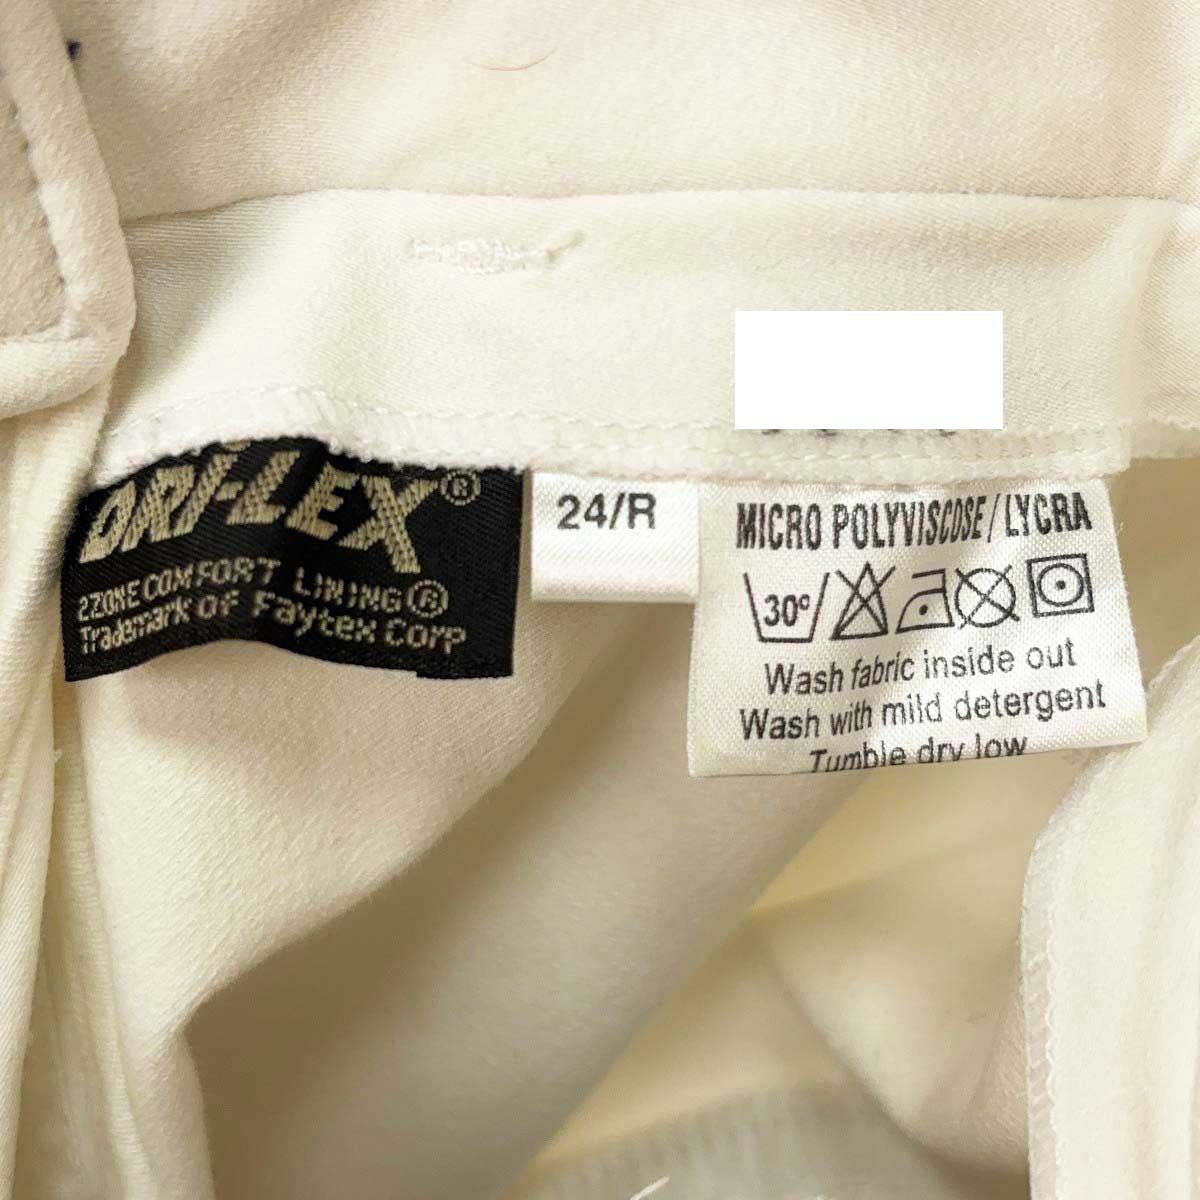 DRI-LEX®
2ZONE COMFORT LINING®
Trademark OF Faytex Corp
24/R
MICRO POLYVISCOSE/LYCRA
30°
Wash fabric inside out
Wash with mild detergent
Tumble dry low